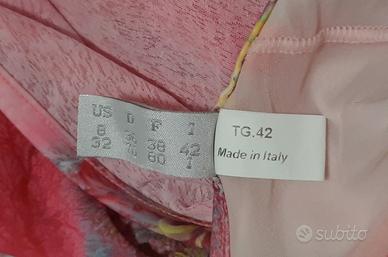 US D F I
8 38 42
32 60 I
TG.42
Made in Italy
subito